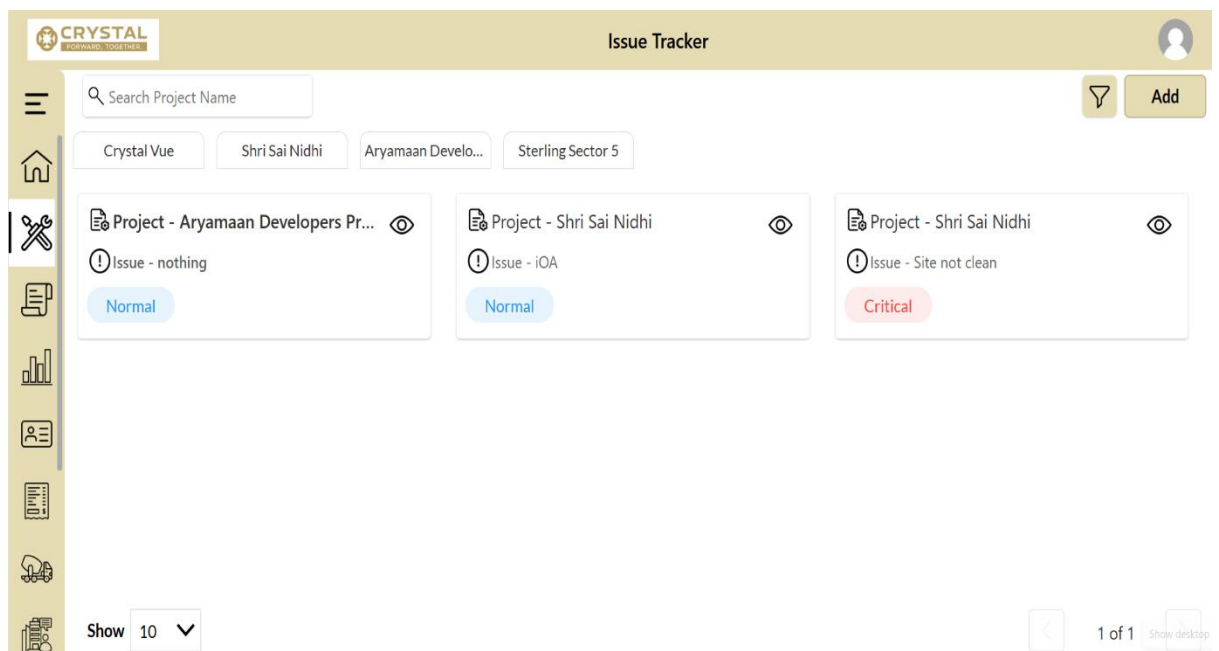 CRYSTAL
FORWARD, TOGETHER
Issue Tracker
Search Project Name
Add
Crystal Vue
Shri Sai Nidhi
Aryamaan Develo...
Sterling Sector 5
Project - Aryamaan Developers Pr...
Issue - nothing
Normal
Project - Shri Sai Nidhi
Issue - iOA
Normal
Project - Shri Sai Nidhi
Issue - Site not clean
Critical
Show 10
1 of 1
Show desktop